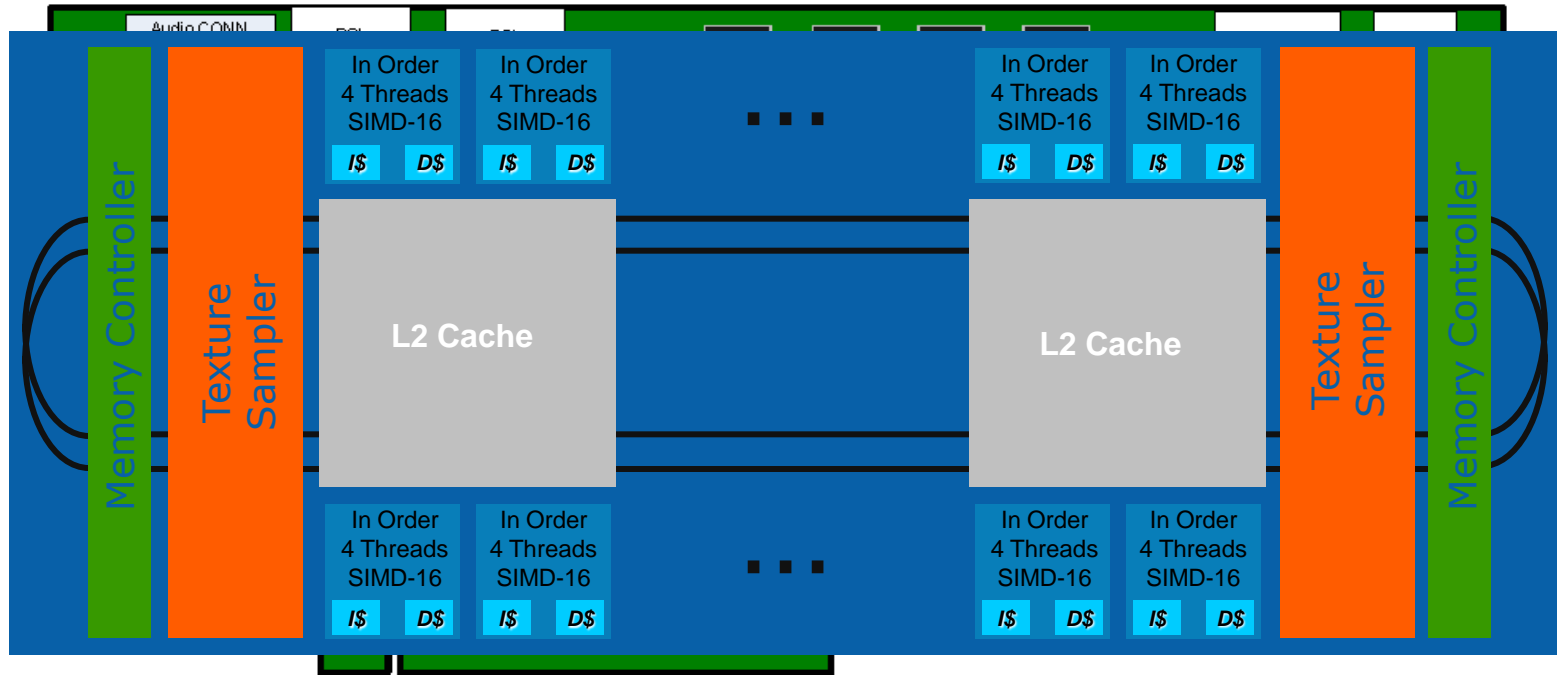 Audio CONN
In Order
4 Threads
SIMD-16
I$ D$
In Order
4 Threads
SIMD-16
I$ D$
...
In Order
4 Threads
SIMD-16
I$ D$
In Order
4 Threads
SIMD-16
I$ D$
Memory Controller
Texture
Sampler
L2 Cache
L2 Cache
Texture
Sampler
Memory Controller
In Order
4 Threads
SIMD-16
I$ D$
In Order
4 Threads
SIMD-16
I$ D$
...
In Order
4 Threads
SIMD-16
I$ D$
In Order
4 Threads
SIMD-16
I$ D$